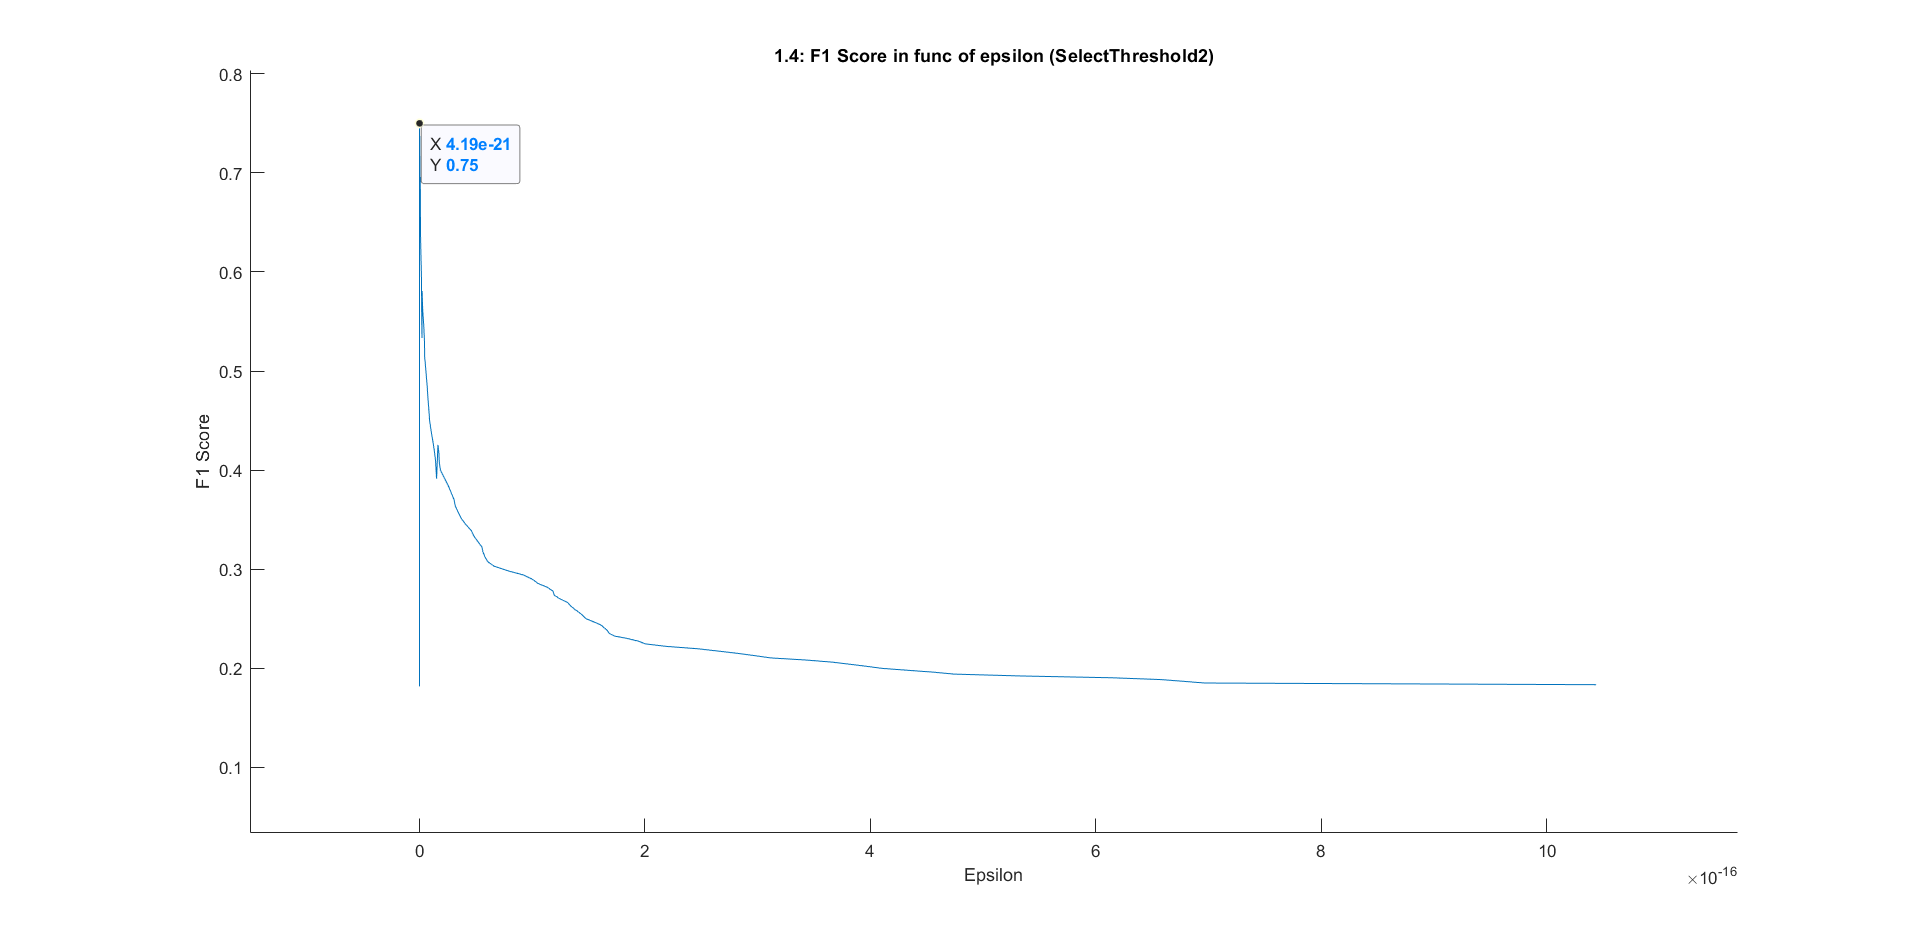 1.4: F1 Score in func of epsilon (SelectThreshold2)
0.8
X 4.19e-21
Y 0.75
0.7
0.6
0.5
F1 Score
0.4
0.3
0.2
0.1
0 2 4 6 8 10
Epsilon
×10-16